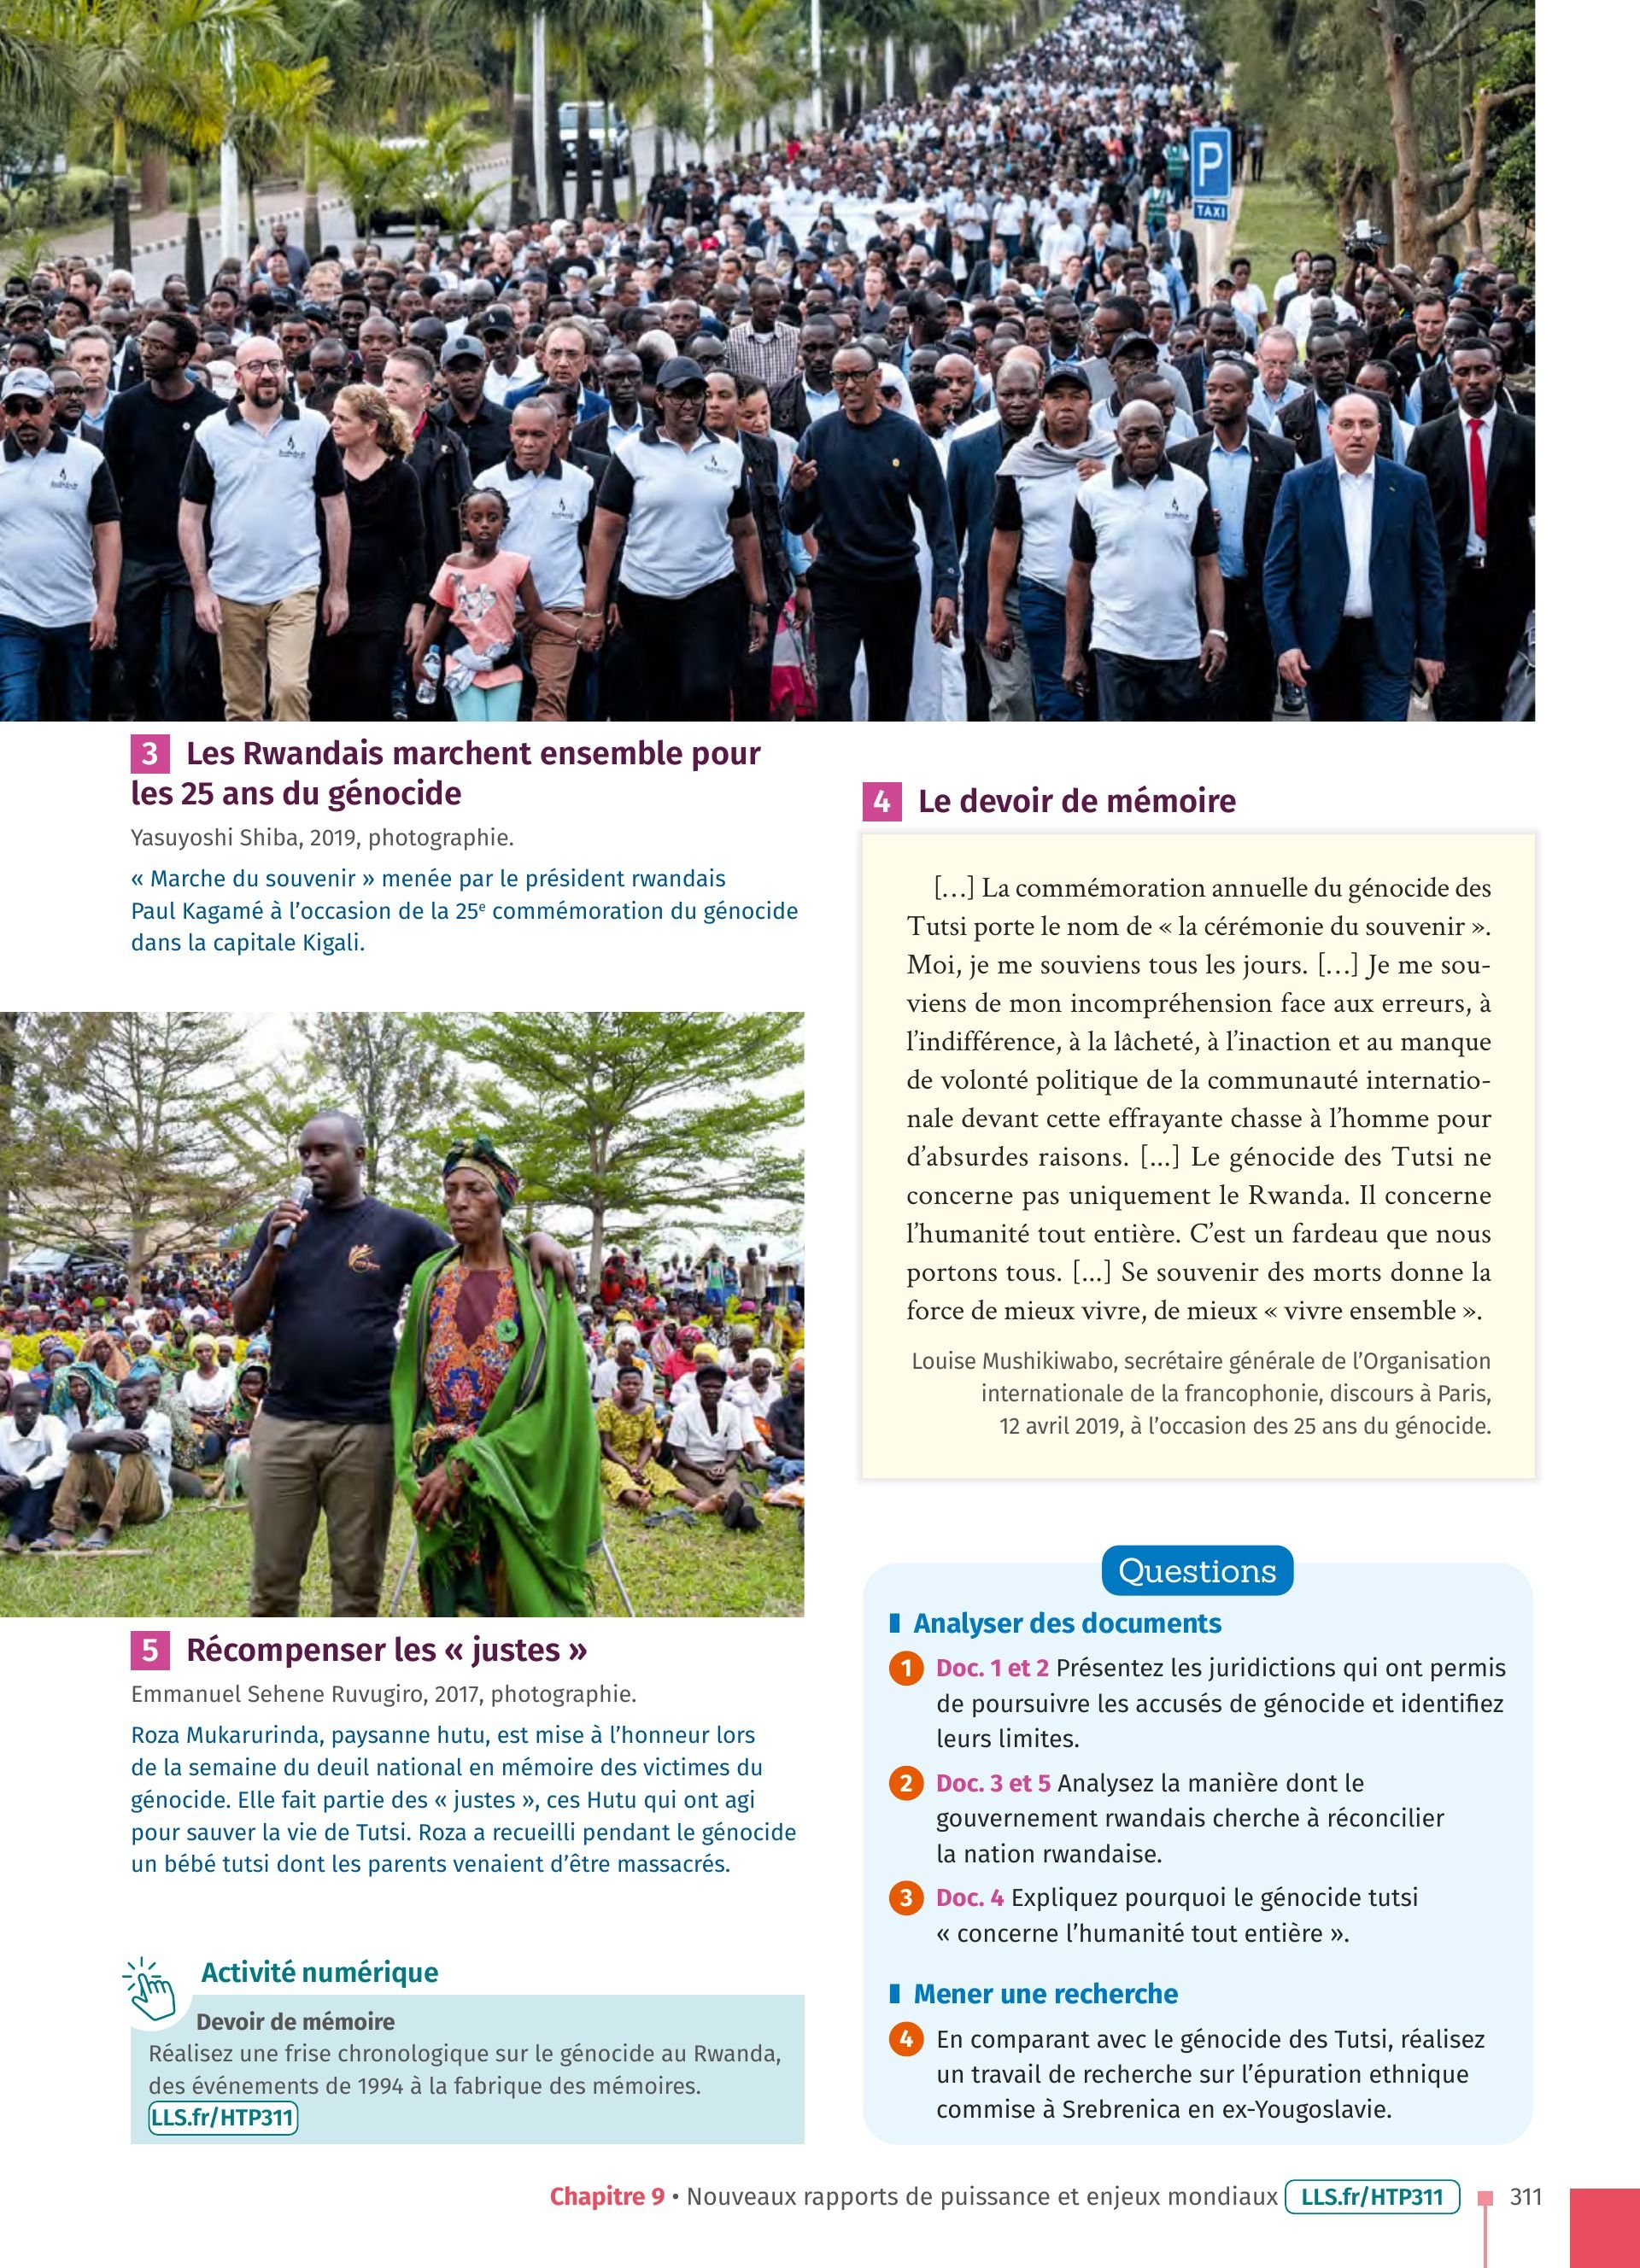 P
TAXI
3 Les Rwandais marchent ensemble pour
les 25 ans du génocide
Yasuyoshi Shiba, 2019, photographie.
« Marche du souvenir » menée par le président rwandais
Paul Kagamé à l’occasion de la 25e commémoration du génocide
dans la capitale Kigali.
4 Le devoir de mémoire
[…] La commémoration annuelle du génocide des
Tutsi porte le nom de « la cérémonie du souvenir ».
Moi, je me souviens tous les jours. […] Je me sou-
viens de mon incompréhension face aux erreurs, à
l’indifférence, à la lâcheté, à l’inaction et au manque
de volonté politique de la communauté internatio-
nale devant cette effrayante chasse à l’homme pour
d’absurdes raisons. [...] Le génocide des Tutsi ne
concerne pas uniquement le Rwanda. Il concerne
l’humanité tout entière. C’est un fardeau que nous
portons tous. [...] Se souvenir des morts donne la
force de mieux vivre, de mieux « vivre ensemble ».
Louise Mushikiwabo, secrétaire générale de l’Organisation
internationale de la francophonie, discours à Paris,
12 avril 2019, à l’occasion des 25 ans du génocide.
5 Récompenser les « justes »
Emmanuel Sehene Ruvugiro, 2017, photographie.
Roza Mukarurinda, paysanne hutu, est mise à l’honneur lors
de la semaine du deuil national en mémoire des victimes du
génocide. Elle fait partie des « justes », ces Hutu qui ont agi
pour sauver la vie de Tutsi. Roza a recueilli pendant le génocide
un bébé tutsi dont les parents venaient d’être massacrés.
Activité numérique
Devoir de mémoire
Réalisez une frise chronologique sur le génocide au Rwanda,
des événements de 1994 à la fabrique des mémoires.
LLS.fr/HTP311
Questions
Analyser des documents
1 Doc. 1 et 2 Présentez les juridictions qui ont permis
de poursuivre les accusés de génocide et identifiez
leurs limites.
2 Doc. 3 et 5 Analysez la manière dont le
gouvernement rwandais cherche à réconcilier
la nation rwandaise.
3 Doc. 4 Expliquez pourquoi le génocide tutsi
« concerne l’humanité tout entière ».
Mener une recherche
4 En comparant avec le génocide des Tutsi, réalisez
un travail de recherche sur l’épuration ethnique
commise à Srebrenica en ex-Yougoslavie.
Chapitre 9 • Nouveaux rapports de puissance et enjeux mondiaux LLS.fr/HTP311 311